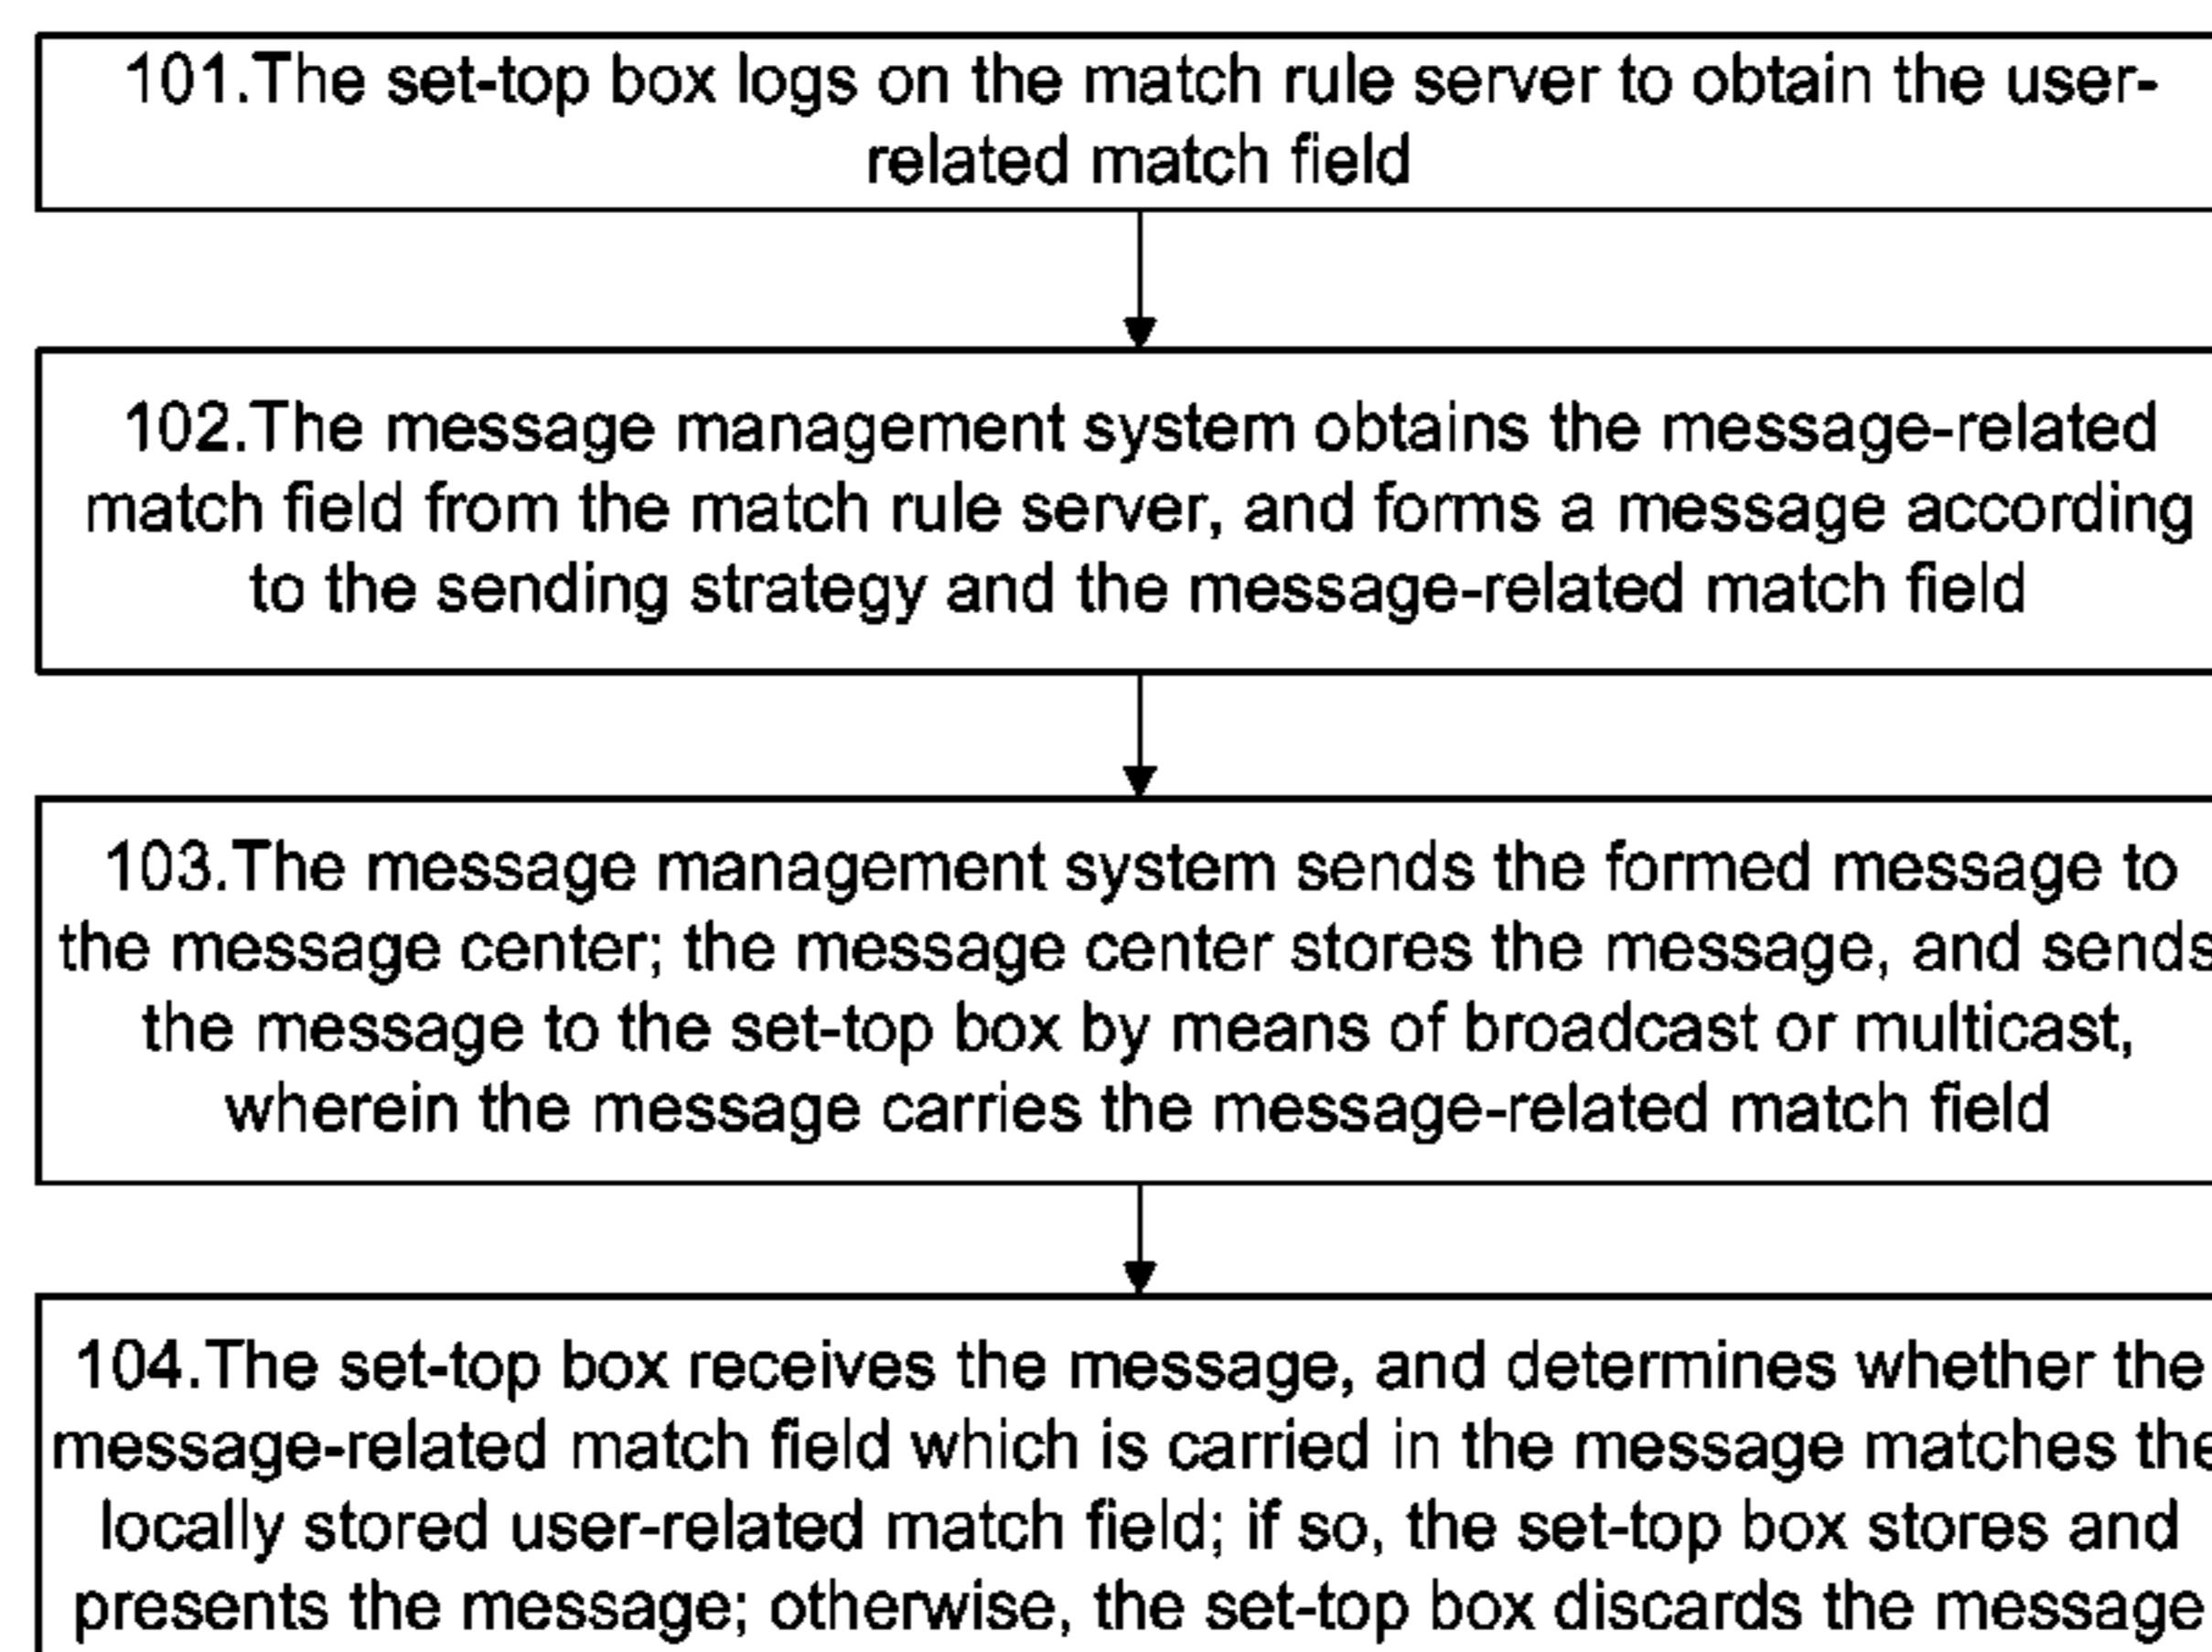 101.The set-top box logs on the match rule server to obtain the user-
related match field
102.The message management system obtains the message-related
match field from the match rule server, and forms a message according
to the sending strategy and the message-related match field
103.The message management system sends the formed message to
the message center; the message center stores the message, and sends
the message to the set-top box by means of broadcast or multicast,
wherein the message carries the message-related match field
104.The set-top box receives the message, and determines whether the
message-related match field which is carried in the message matches the
locally stored user-related match field; if so, the set-top box stores and
presents the message; otherwise, the set-top box discards the message